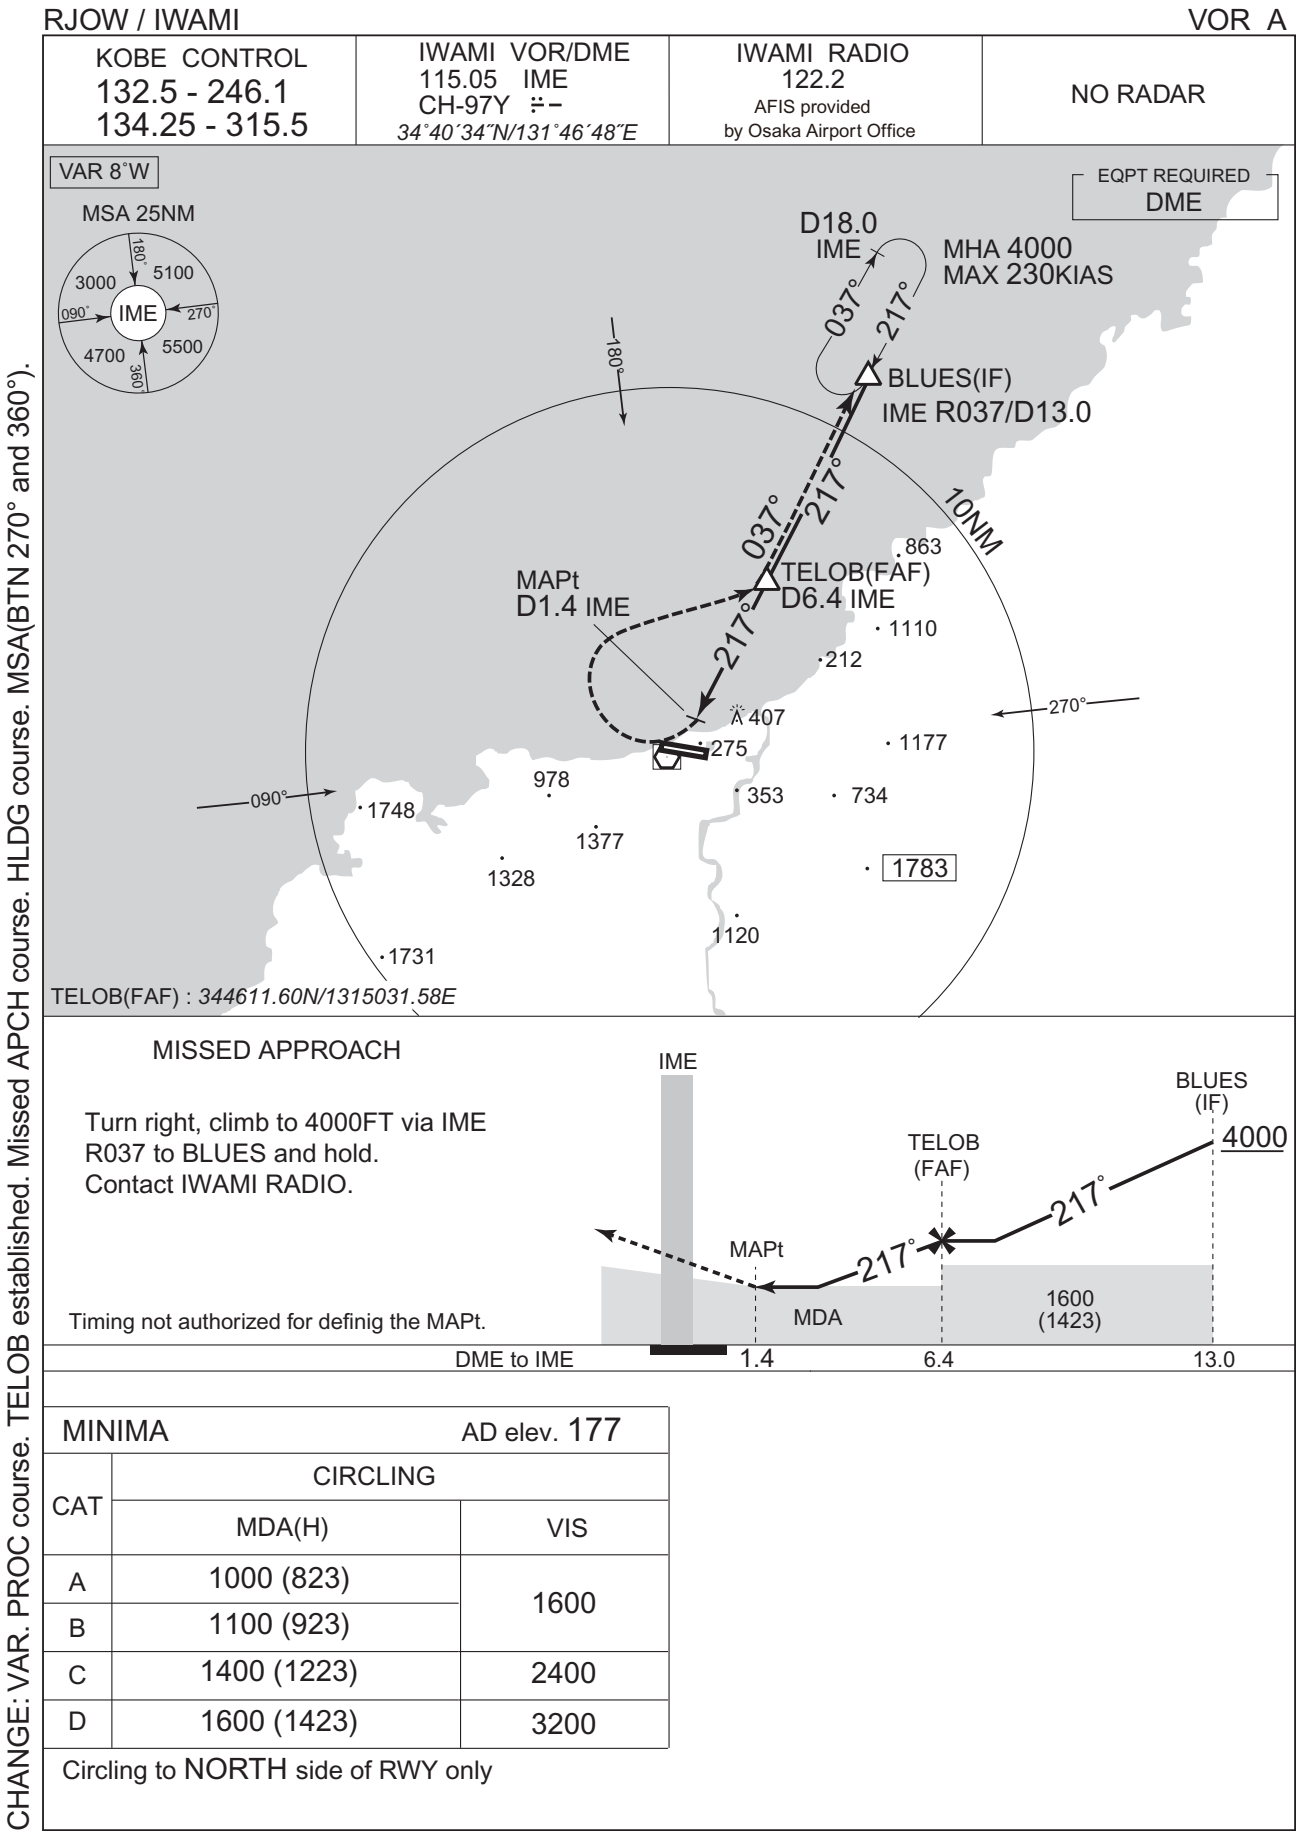 RJOW / IWAMI
VOR A
KOBE CONTROL
132.5 - 246.1
134.25 - 315.5
IWAMI VOR/DME
115.05 IME
CH-97Y
34°40´34˝N/131°46´48˝E
IWAMI RADIO
122.2
AFIS provided
by Osaka Airport Office
NO RADAR
VAR 8°W
EQPT REQUIRED
DME
MSA 25NM
180°
3000
5100
090°
IME
270°
4700
5500
360°
D18.0
IME
MHA 4000
MAX 230KIAS
037°
217°
180°
BLUES(IF)
IME R037/D13.0
037°
217°
10NM
863
MAPt
D1.4 IME
TELOB(FAF)
D6.4 IME
217°
1110
212
270°
407
275
1177
090°
978
353
734
1748
1377
1328
1783
1120
1731
TELOB(FAF) : 344611.60N/1315031.58E
MISSED APPROACH
Turn right, climb to 4000FT via IME
R037 to BLUES and hold.
Contact IWAMI RADIO.
Timing not authorized for definig the MAPt.
IME
BLUES
(IF)
4000
TELOB
(FAF)
217°
MAPt
217°
MDA
1600
(1423)
DME to IME
1.4
6.4
13.0
MINIMA
AD elev. 177
CAT
CIRCLING
MDA(H)
VIS
A
1000 (823)
1600
B
1100 (923)
C
1400 (1223)
2400
D
1600 (1423)
3200
Circling to NORTH side of RWY only
CHANGE: VAR. PROC course. TELOB established. Missed APCH course. HLDG course. MSA(BTN 270° and 360°).